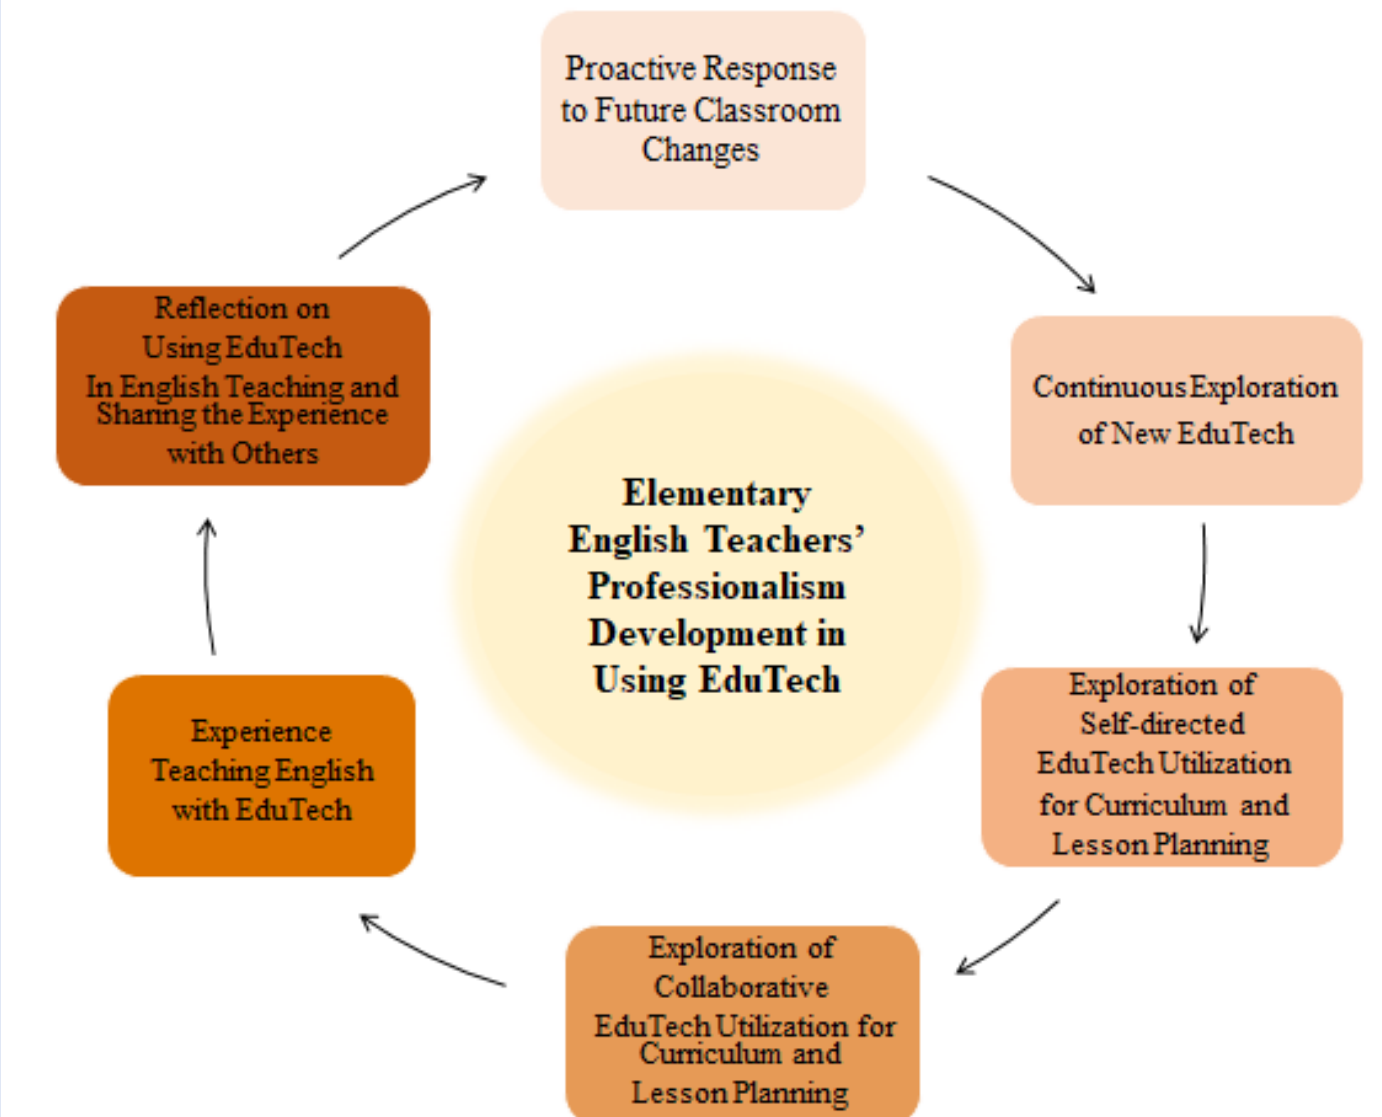 Proactive Response
to Future Classroom
Changes
Continuous Exploration
of New EduTech
Exploration of
Self-directed
EduTech Utilization
for Curriculum and
Lesson Planning
Exploration of
Collaborative
EduTech Utilization for
Curriculum and
Lesson Planning
Experience
Teaching English
with EduTech
Reflection on
Using EduTech
In English Teaching and
Sharing the Experience
with Others
Elementary
English Teachers’
Professionalism
Development in
Using EduTech